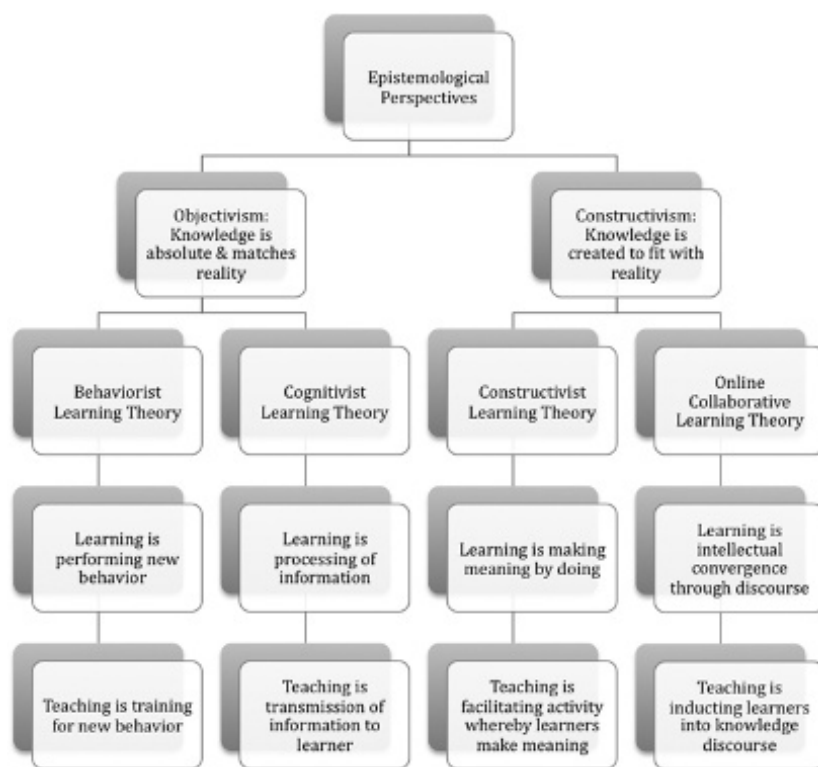 Epistemological
Perspectives
Objectivism:
Knowledge is
absolute & matches
reality
Constructivism:
Knowledge is
created to fit with
reality
Behaviorist
Learning Theory
Cognitivist
Learning Theory
Constructivist
Learning Theory
Online
Collaborative
Learning Theory
Learning is
performing new
behavior
Learning is
processing of
information
Learning is making
meaning by doing
Learning is
intellectual
convergence
through discourse
Teaching is training
for new behavior
Teaching is
transmission of
information to
learner
Teaching is
facilitating activity
whereby learners
make meaning
Teaching is
inducting learners
into knowledge
discourse